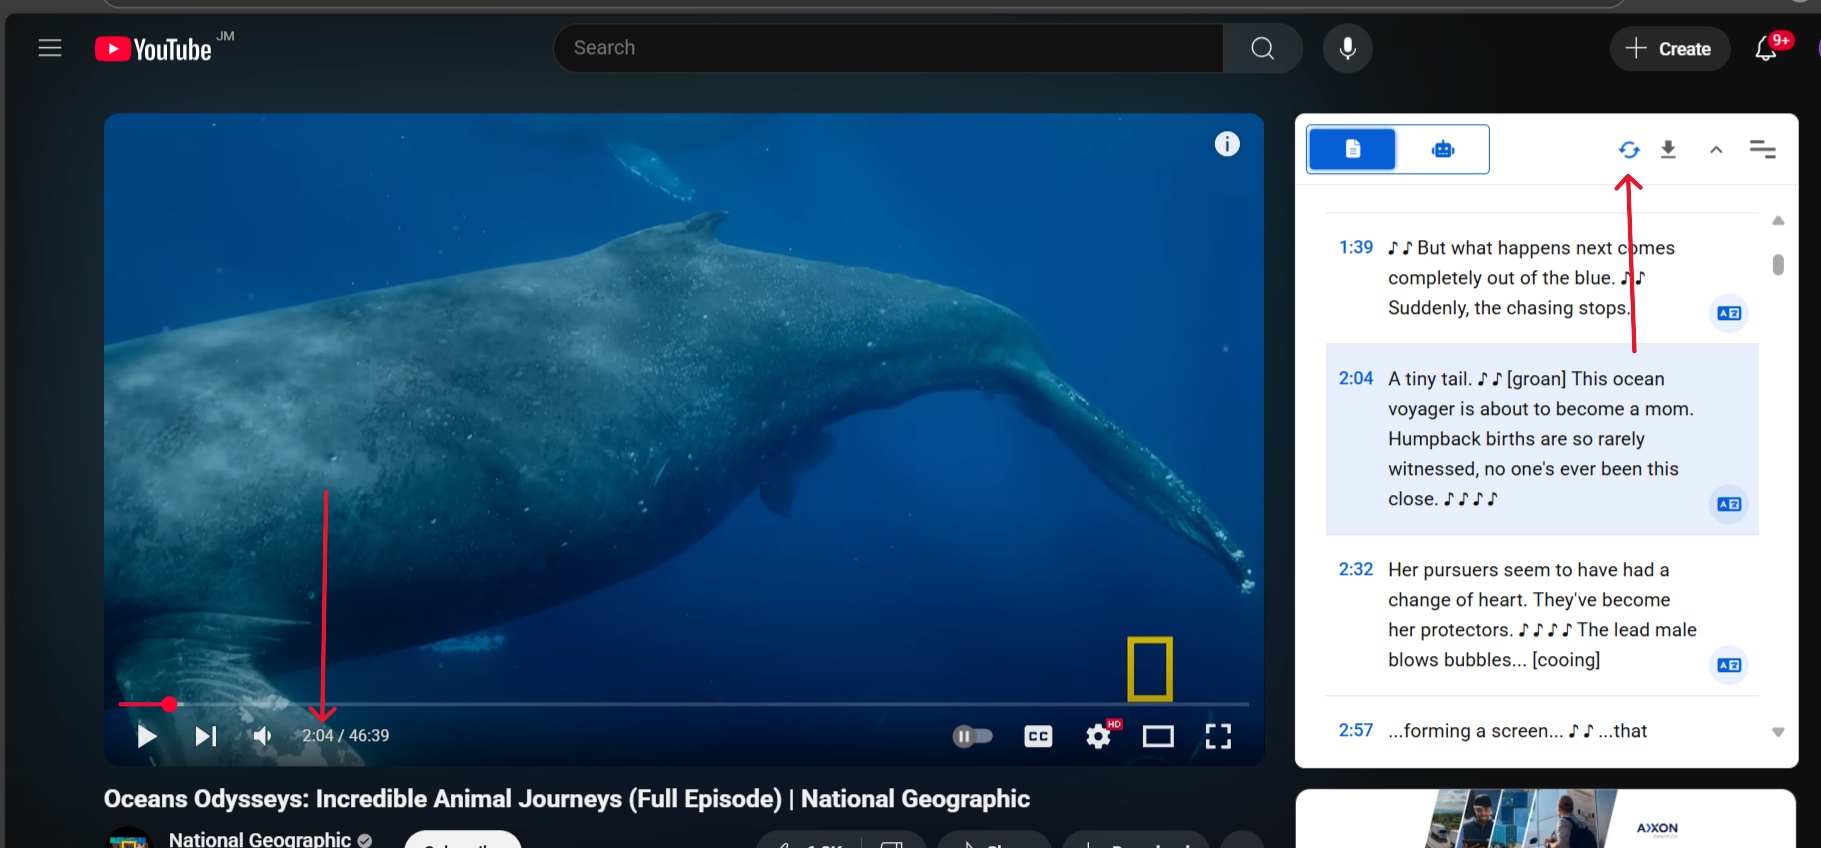 YouTube JM
Search
Create
9+
1:39 ♪ ♪ But what happens next comes
completely out of the blue. ♪ ♪
Suddenly, the chasing stops.
2:04 A tiny tail. ♪ ♪ [groan] This ocean
voyager is about to become a mom.
Humpback births are so rarely
witnessed, no one's ever been this
close. ♪ ♪ ♪ ♪
2:32 Her pursuers seem to have had a
change of heart. They've become
her protectors. ♪ ♪ ♪ ♪ The lead male
blows bubbles... [cooing]
2:57 ...forming a screen... ♪ ♪ ...that
2:04 / 46:39
CC
HD
Oceans Odysseys: Incredible Animal Journeys (Full Episode) | National Geographic
National Geographic
AXXON